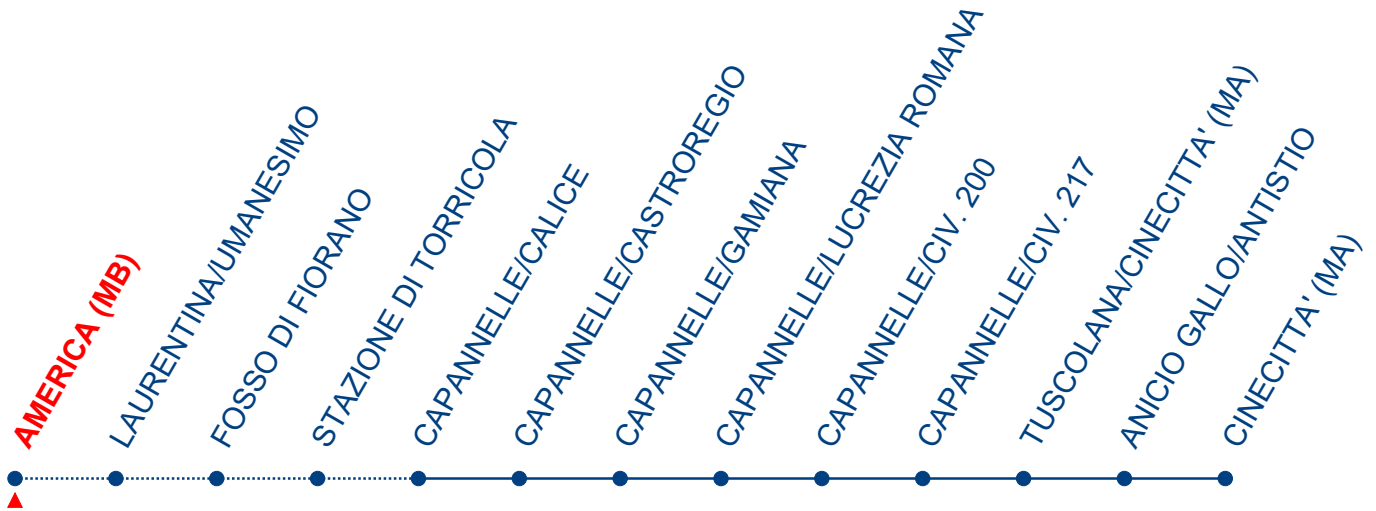 AMERICA (MB)
LAURENTINA/UMANESIMO
FOSSO DI FIORANO
STAZIONE DI TORRICOLA
CAPANNELLE/CALICE
CAPANNELLE/CASTROREGIO
CAPANNELLE/GAMIANA
CAPANNELLE/LUCREZIA ROMANA
CAPANNELLE/CIV. 200
CAPANNELLE/CIV. 217
TUSCOLANA/CINECITTA' (MA)
ANICIO GALLO/ANTISTIO
CINECITTA' (MA)